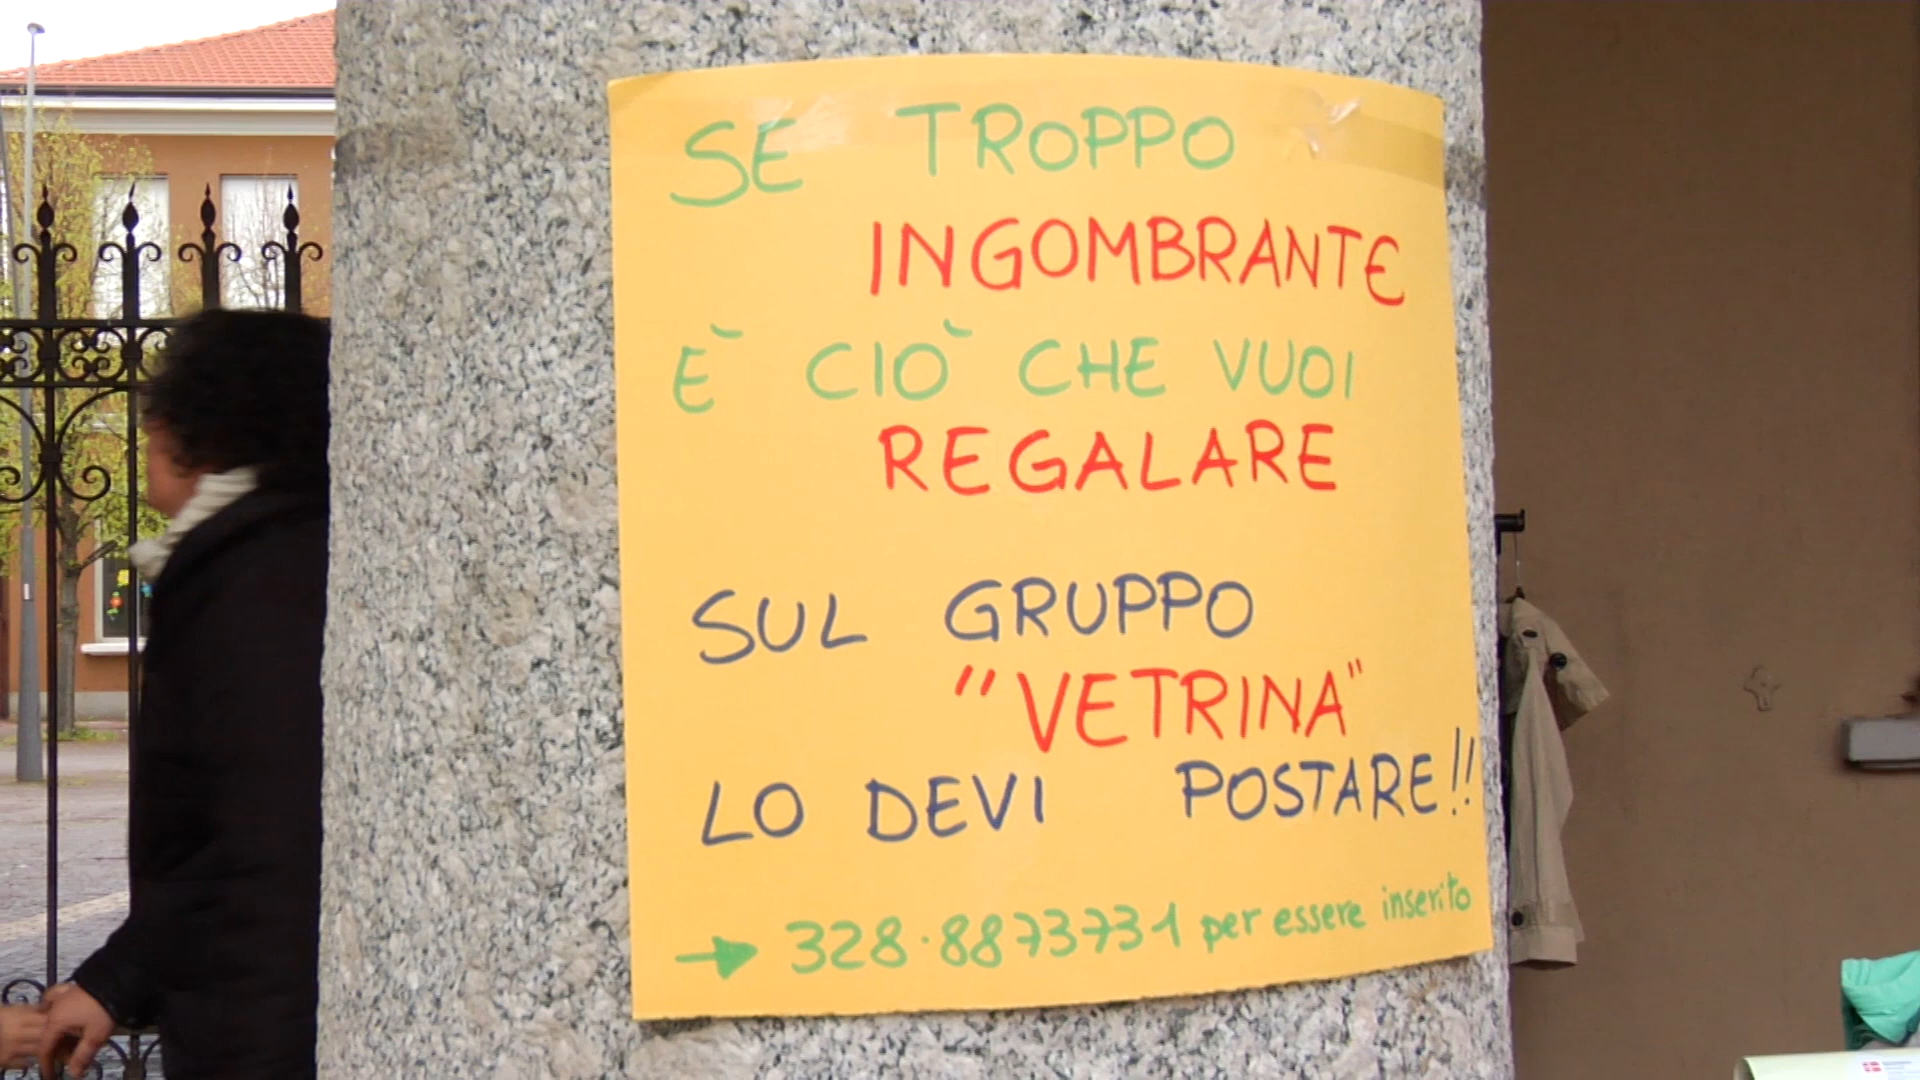 SE TROPPO
INGOMBRANTE
È CIÒ CHE VUOI
REGALARE
SUL GRUPPO
"VETRINA"
LO DEVI POSTARE!!
→ 328·8873731 per essere inserito